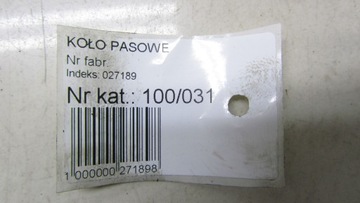 KOŁO PASOWE
Nr fabr.
Indeks: 027189
Nr kat.: 100/031
1 000000 271898